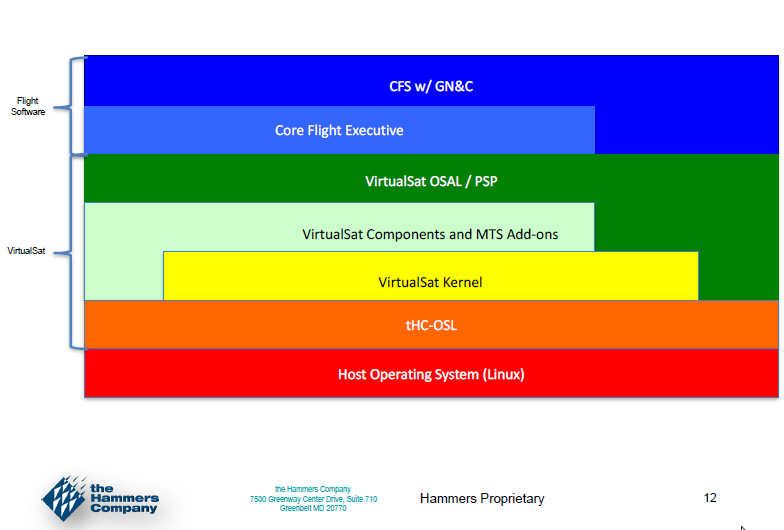 CFS w/ GN&C
Flight
Software
Core Flight Executive
VirtualSat OSAL / PSP
VirtualSat Components and MTS Add-ons
VirtualSat
VirtualSat Kernel
tHC-OSL
Host Operating System (Linux)
the
Hammers
Company
the Hammers Company
7500 Greenway Center Drive, Suite 710
Greenbelt MD 20770
Hammers Proprietary
12